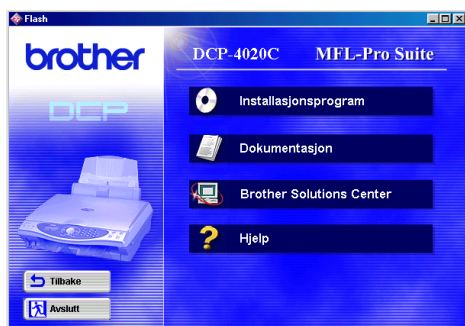 Flash
brother
DCP
DCP-4020C MFL-Pro Suite
Installasjonsprogram
Dokumentasjon
Brother Solutions Center
Hjelp
Tilbake
Avslutt